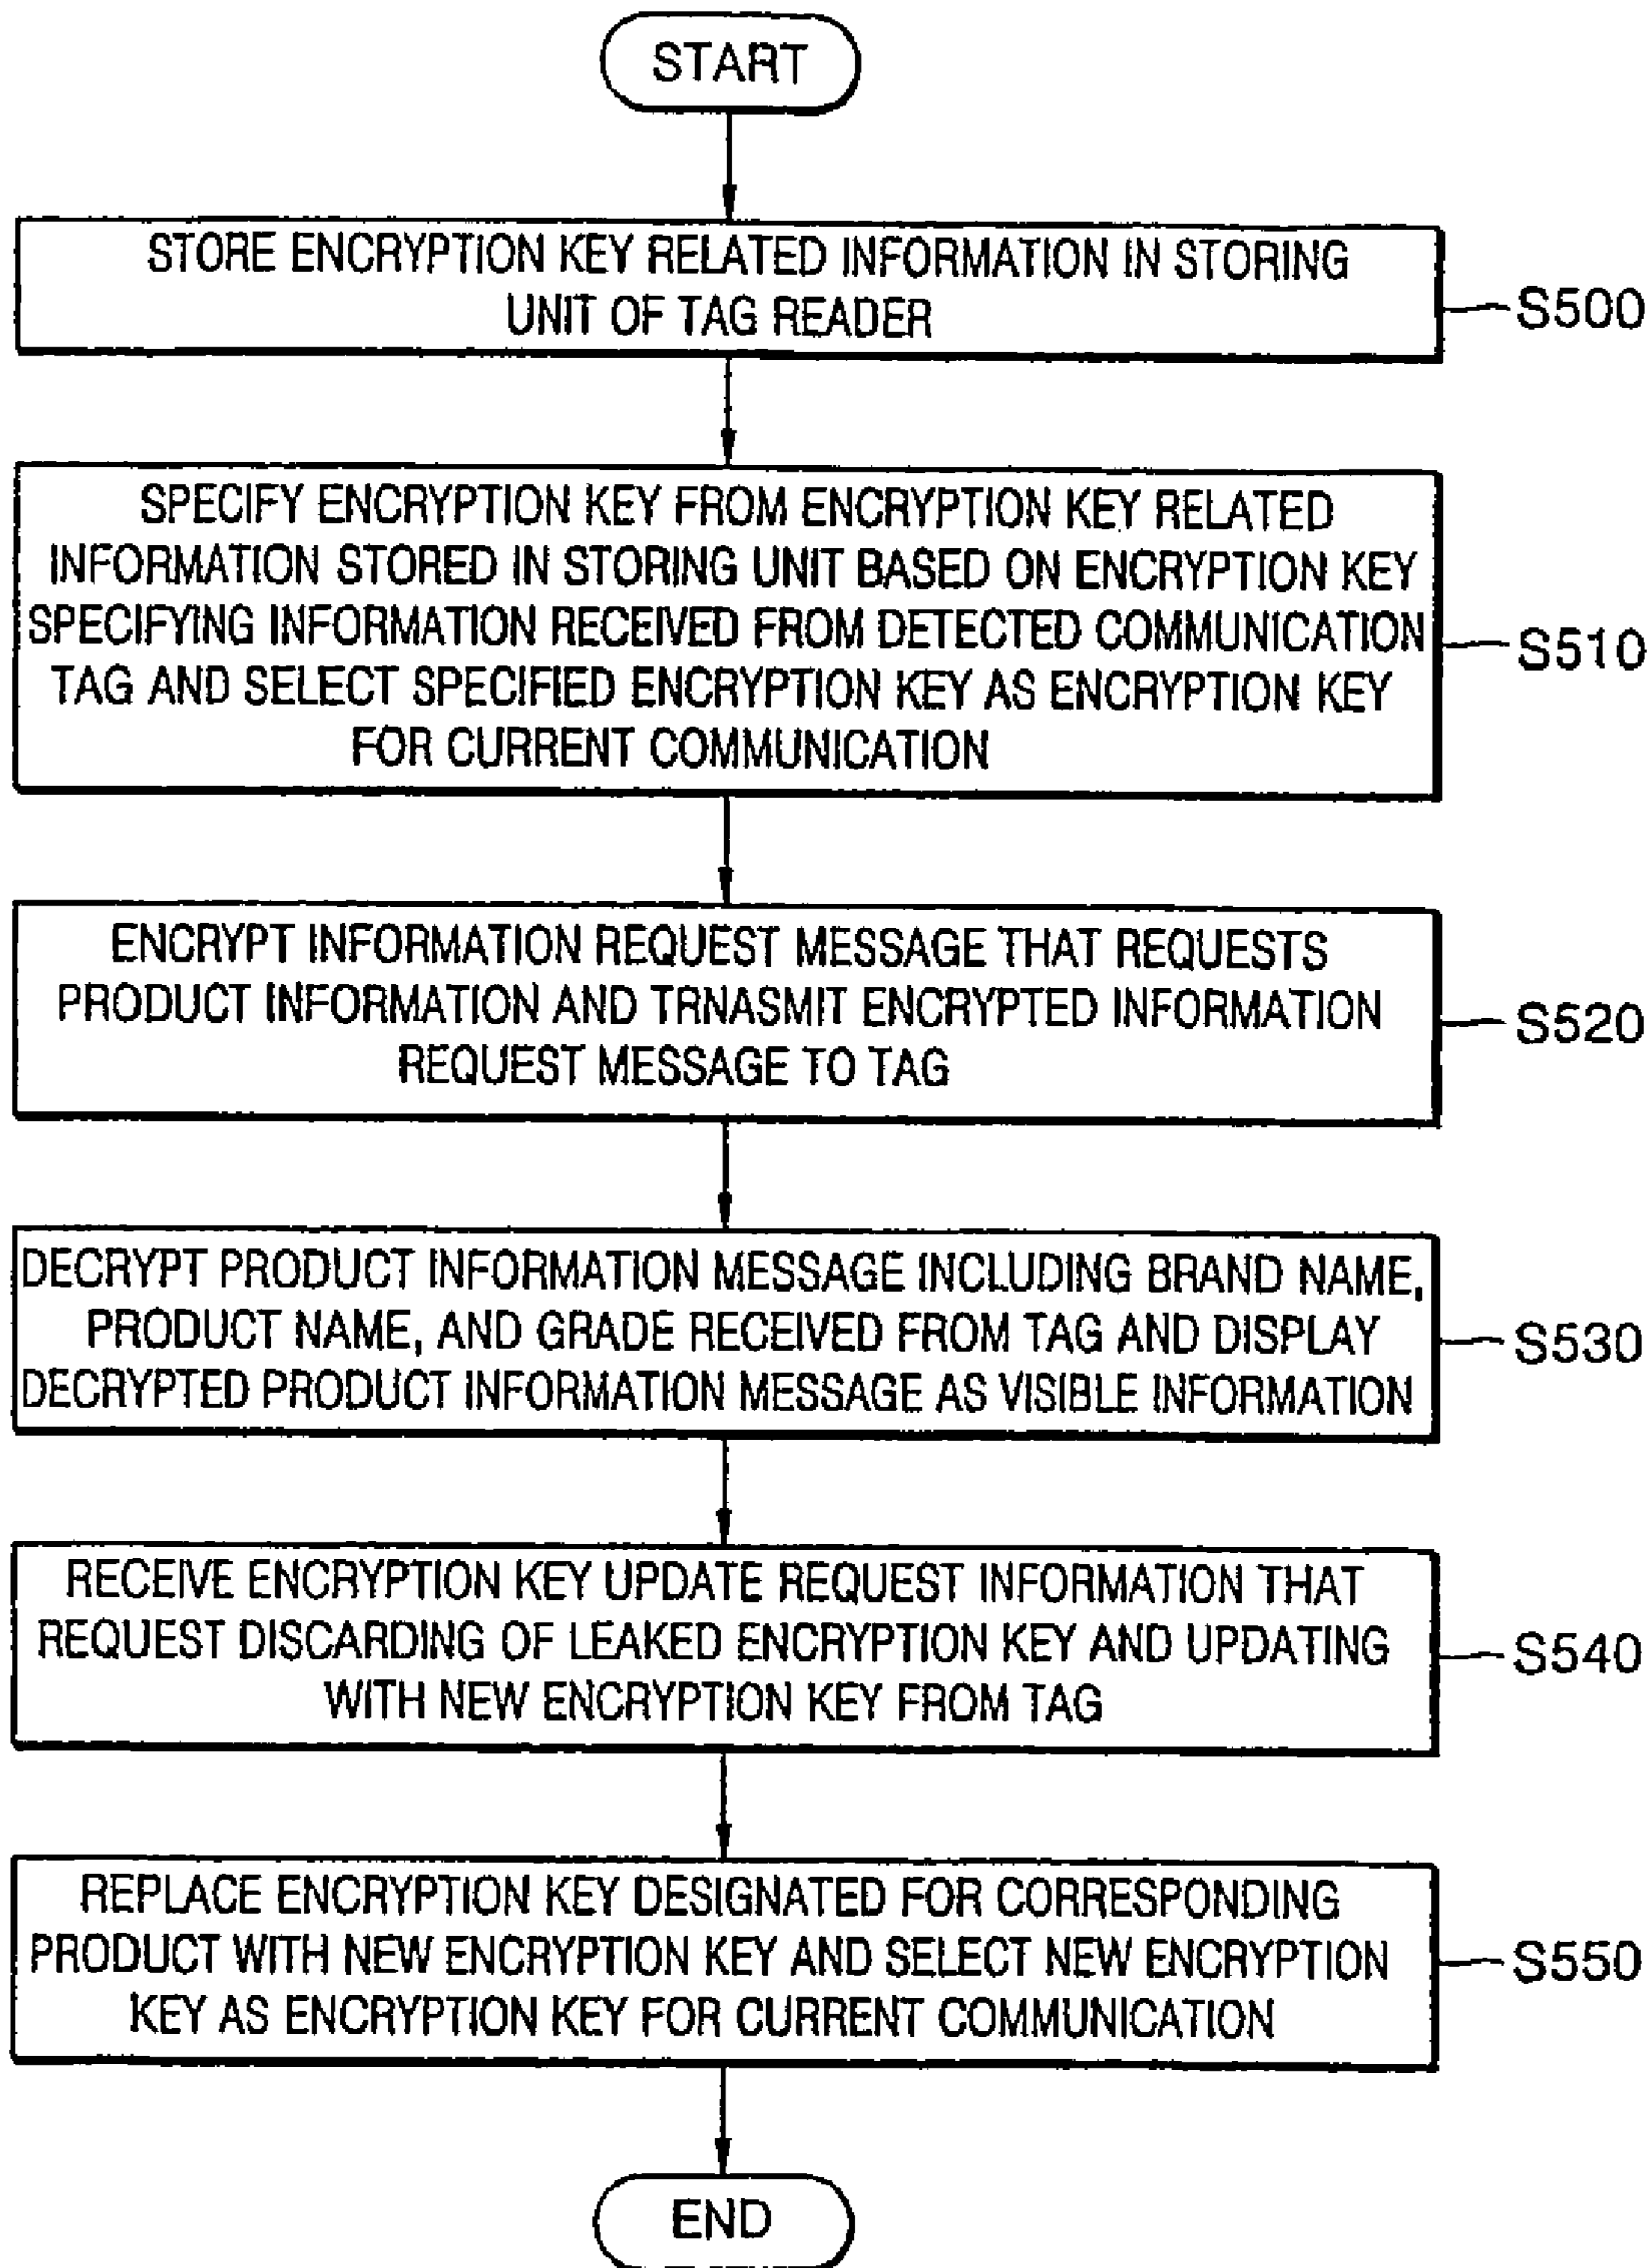 START
STORE ENCRYPTION KEY RELATED INFORMATION IN STORING
UNIT OF TAG READER
S500
SPECIFY ENCRYPTION KEY FROM ENCRYPTION KEY RELATED
INFORMATION STORED IN STORING UNIT BASED ON ENCRYPTION KEY
SPECIFYING INFORMATION RECEIVED FROM DETECTED COMMUNICATION
TAG AND SELECT SPECIFIED ENCRYPTION KEY AS ENCRYPTION KEY
FOR CURRENT COMMUNICATION
S510
ENCRYPT INFORMATION REQUEST MESSAGE THAT REQUESTS
PRODUCT INFORMATION AND TRNASMIT ENCRYPTED INFORMATION
REQUEST MESSAGE TO TAG
S520
DECRYPT PRODUCT INFORMATION MESSAGE INCLUDING BRAND NAME,
PRODUCT NAME, AND GRADE RECEIVED FROM TAG AND DISPLAY
DECRYPTED PRODUCT INFORMATION MESSAGE AS VISIBLE INFORMATION
S530
RECEIVE ENCRYPTION KEY UPDATE REQUEST INFORMATION THAT
REQUEST DISCARDING OF LEAKED ENCRYPTION KEY AND UPDATING
WITH NEW ENCRYPTION KEY FROM TAG
S540
REPLACE ENCRYPTION KEY DESIGNATED FOR CORRESPONDING
PRODUCT WITH NEW ENCRYPTION KEY AND SELECT NEW ENCRYPTION
KEY AS ENCRYPTION KEY FOR CURRENT COMMUNICATION
S550
END